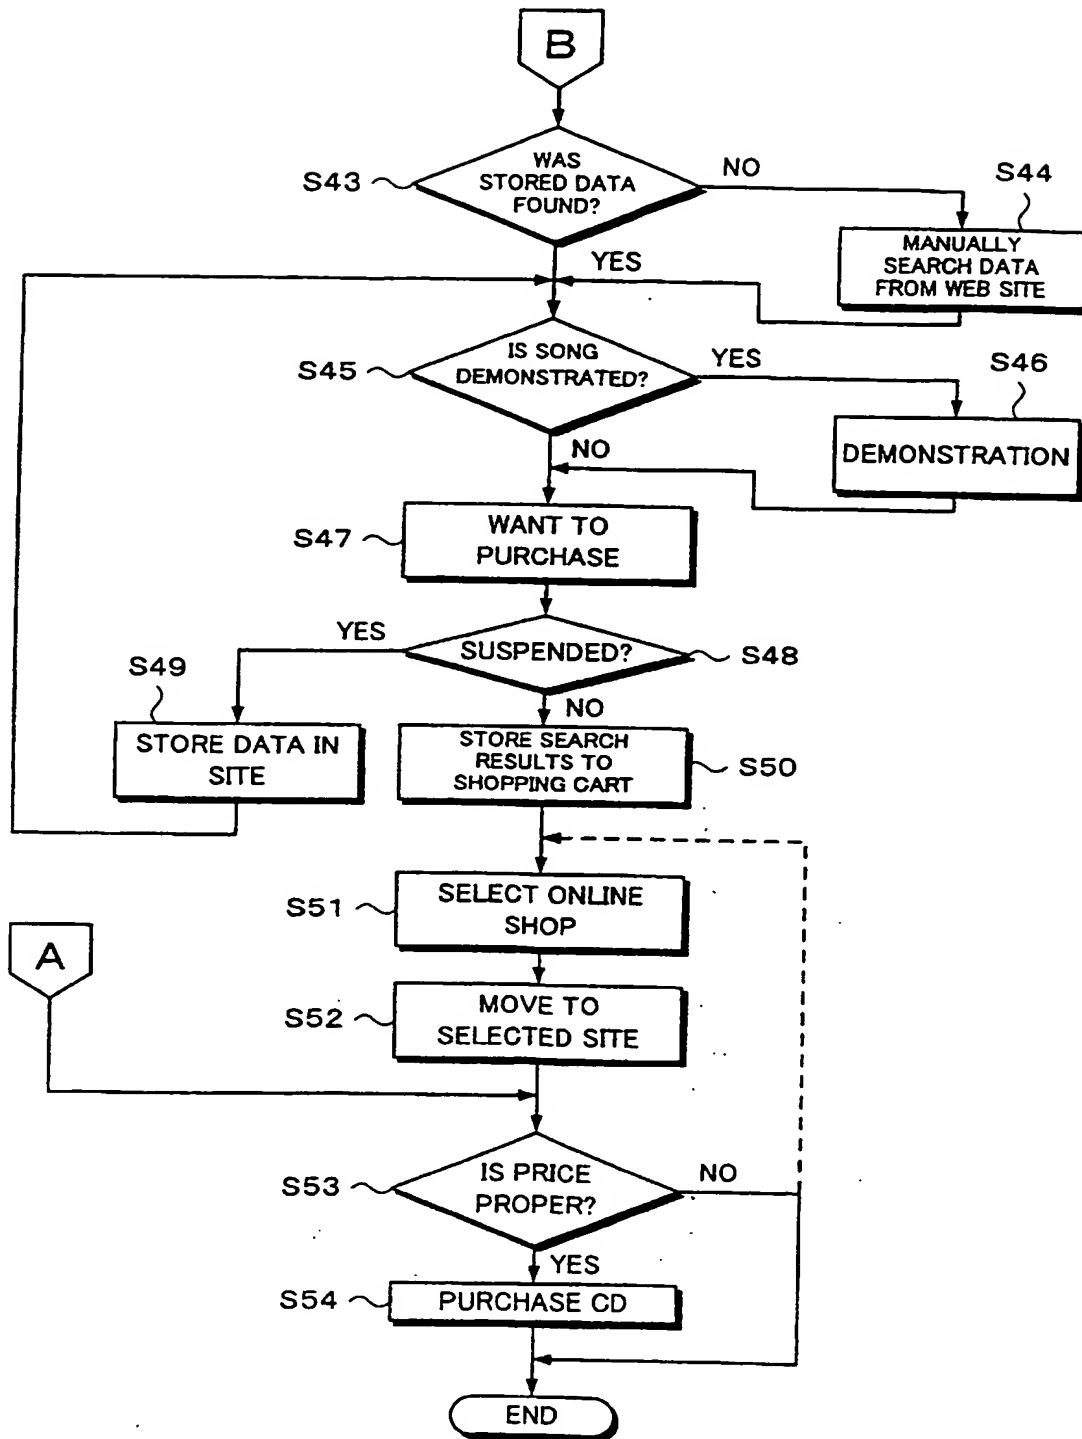 B
S43
WAS
STORED DATA
FOUND?
NO
S44
MANUALLY
SEARCH DATA
FROM WEB SITE
YES
S45
IS SONG
DEMONSTRATED?
YES
S46
DEMONSTRATION
NO
S47
WANT TO
PURCHASE
YES
SUSPENDED?
S48
S49
NO
STORE DATA IN
SITE
STORE SEARCH
RESULTS TO
SHOPPING CART
S50
S51
SELECT ONLINE
SHOP
A
S52
MOVE TO
SELECTED SITE
S53
IS PRICE
PROPER?
NO
YES
S54
PURCHASE CD
END